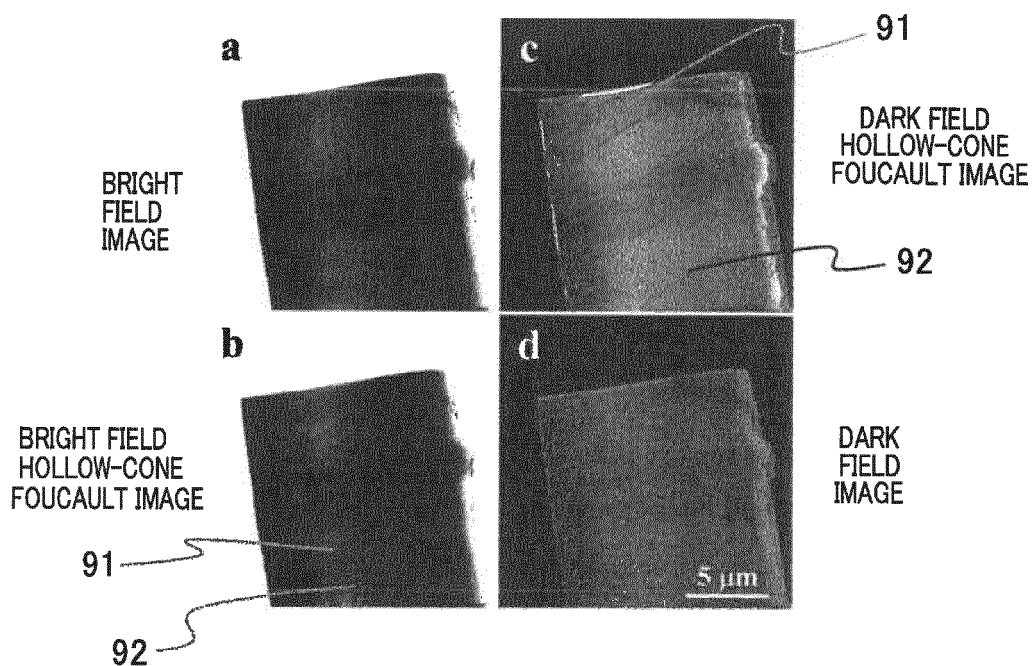 a
BRIGHT
FIELD
IMAGE
c
91
DARK FIELD
HOLLOW-CONE
FOUCAULT IMAGE
92
b
BRIGHT FIELD
HOLLOW-CONE
FOUCAULT IMAGE
91
92
d
DARK
FIELD
IMAGE
5 μm